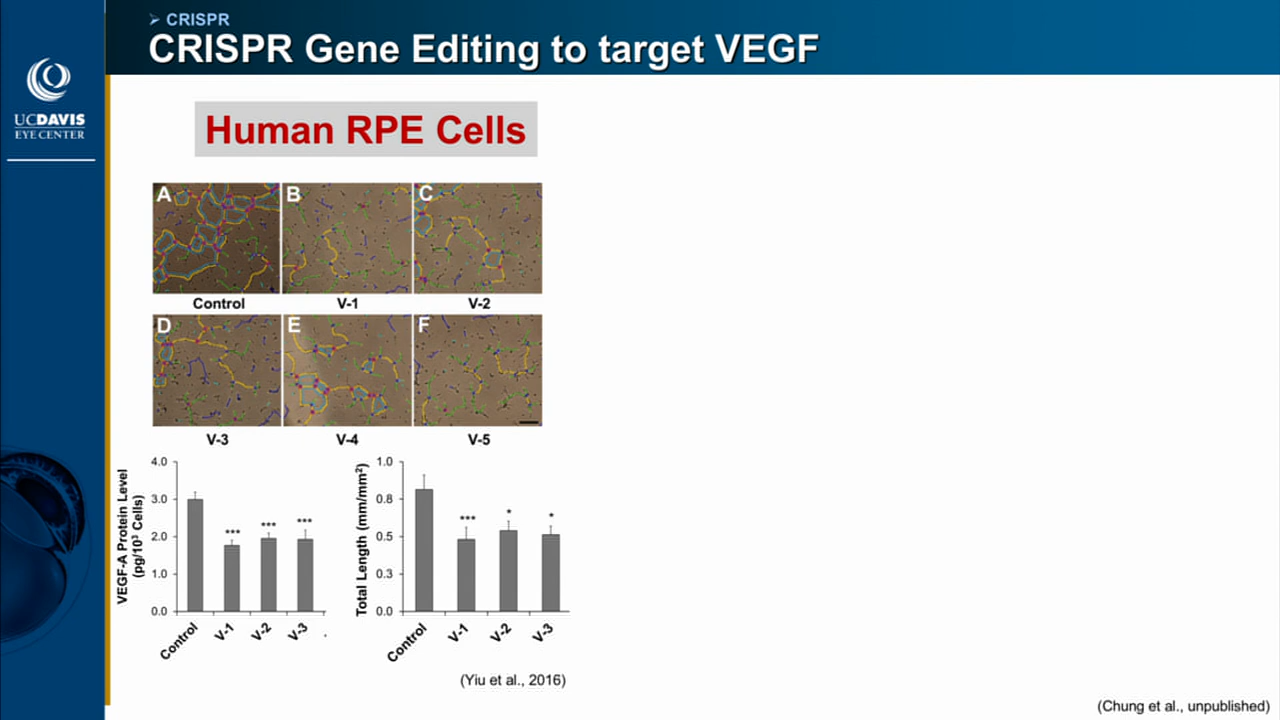 ➢ CRISPR
CRISPR Gene Editing to target VEGF
UCDAVIS
EYE CENTER
Human RPE Cells
A B C
Control V-1 V-2
D E F
V-3 V-4 V-5
VEGF-A Protein Level
(pg/10³ Cells)
4.0
3.0
2.0
1.0
0.0
*** *** ***
Control V-1 V-2 V-3
Total Length (mm/mm²)
1.0
0.8
0.5
0.3
0.0
*** * *
Control V-1 V-2 V-3
(Yiu et al., 2016)
(Chung et al., unpublished)